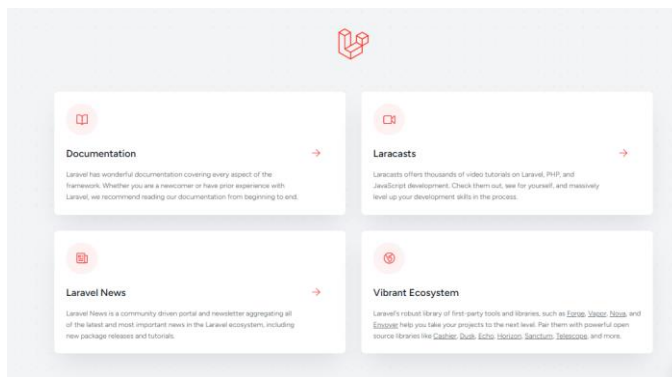 Documentation
Laravel has wonderful documentation covering every aspect of the
framework. Whether you are a newcomer or have prior experience with
Laravel, we recommend reading our documentation from beginning to end.
Laracasts
Laracasts offers thousands of video tutorials on Laravel, PHP, and
JavaScript development. Check them out, see for yourself, and massively
level up your development skills in the process.
Laravel News
Laravel News is a community driven portal and newsletter aggregating all
of the latest and most important news in the Laravel ecosystem, including
new package releases and tutorials.
Vibrant Ecosystem
Laravel's robust library of first-party tools and libraries, such as Forge, Vapor, Nova, and
Envoyer help you take your projects to the next level. Pair them with powerful open
source libraries like Cashier, Dusk, Echo, Horizon, Sanctum, Telescope, and more.